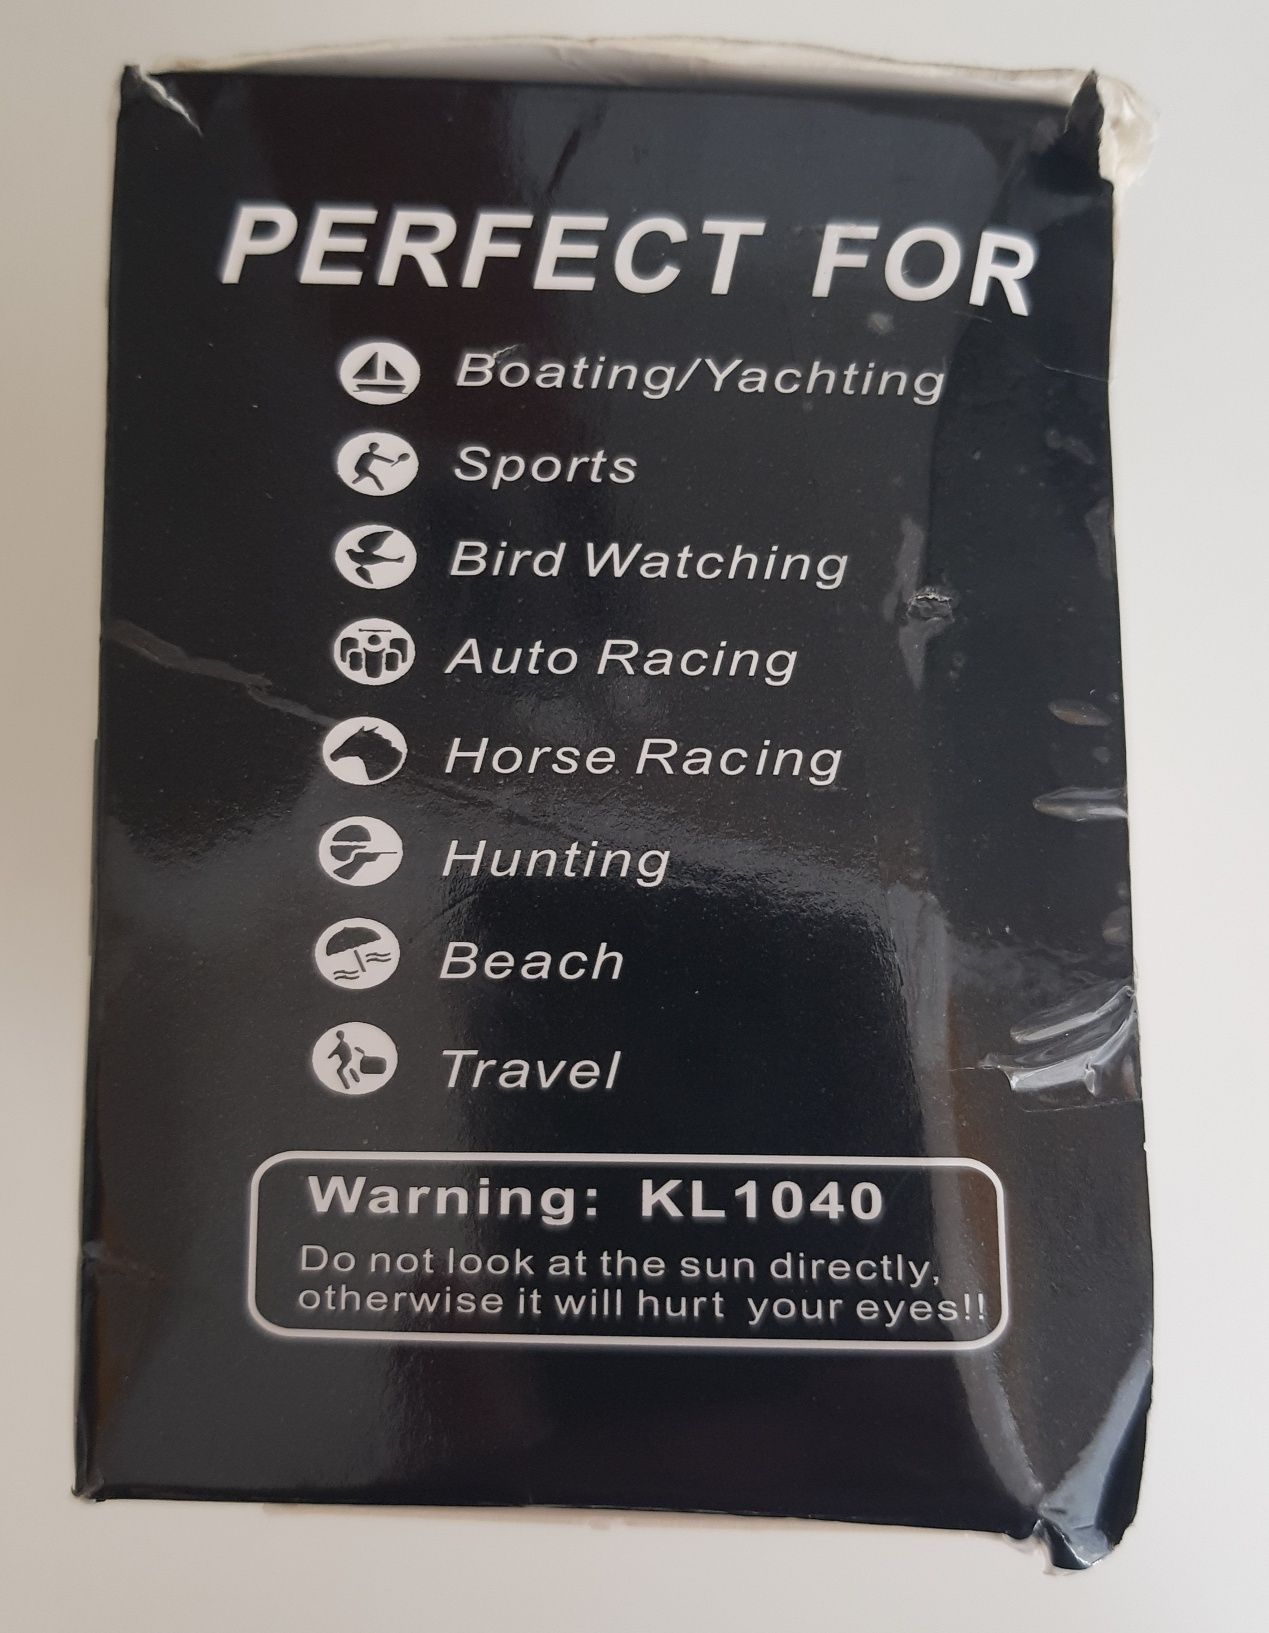 PERFECT FOR
Boating/Yachting
Sports
Bird Watching
Auto Racing
Horse Racing
Hunting
Beach
Travel
Warning: KL1040
Do not look at the sun directly,
otherwise it will hurt your eyes!!